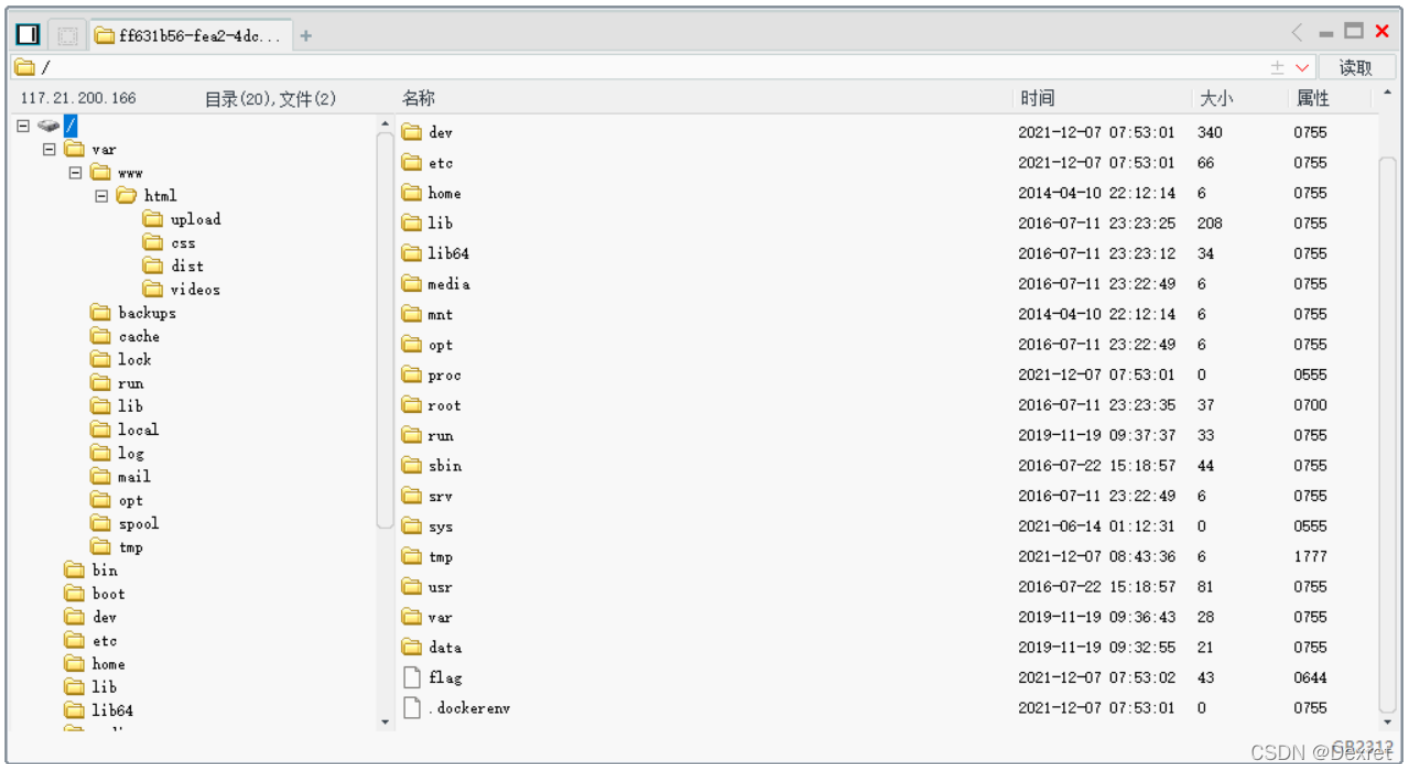 ff631b56-fea2-4dc... +
/ 读取
117.21.200.166 目录(20),文件(2) 名称 时间 大小 属性
/
var
www
html
upload
css
dist
videos
backups
cache
lock
run
lib
local
log
mail
opt
spool
tmp
bin
boot
dev
etc
home
lib
lib64
dev 2021-12-07 07:53:01 340 0755
etc 2021-12-07 07:53:01 66 0755
home 2014-04-10 22:12:14 6 0755
lib 2016-07-11 23:23:25 208 0755
lib64 2016-07-11 23:23:12 34 0755
media 2016-07-11 23:22:49 6 0755
mnt 2014-04-10 22:12:14 6 0755
opt 2016-07-11 23:22:49 6 0755
proc 2021-12-07 07:53:01 0 0555
root 2016-07-11 23:23:35 37 0700
run 2019-11-19 09:37:37 33 0755
sbin 2016-07-22 15:18:57 44 0755
srv 2016-07-11 23:22:49 6 0755
sys 2021-06-14 01:12:31 0 0555
tmp 2021-12-07 08:43:36 6 1777
usr 2016-07-22 15:18:57 81 0755
var 2019-11-19 09:36:43 28 0755
data 2019-11-19 09:32:55 21 0755
flag 2021-12-07 07:53:02 43 0644
.dockerenv 2021-12-07 07:53:01 0 0755
GB2312
CSDN @Dexret